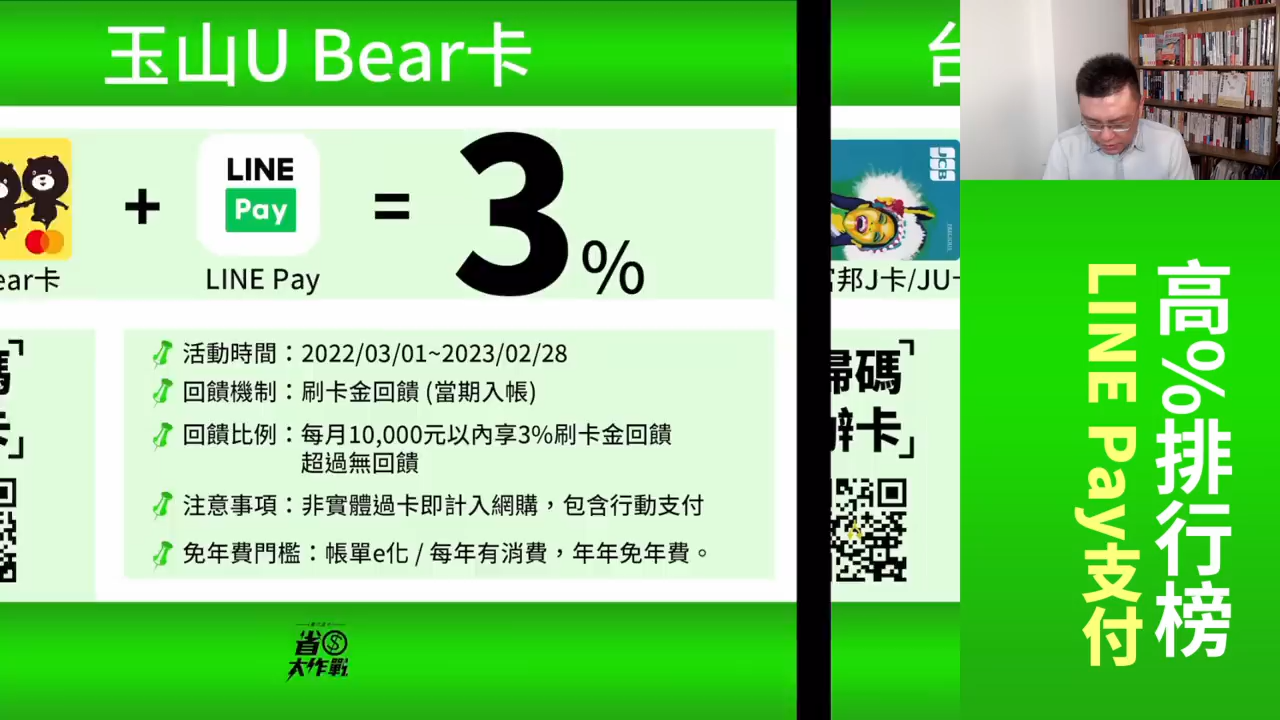 玉山U Bear卡
+
LINE
Pay
=
3%
ear卡
LINE Pay
活動時間：2022/03/01~2023/02/28
回饋機制：刷卡金回饋 (當期入帳)
回饋比例：每月10,000元以內享3%刷卡金回饋
超過無回饋
注意事項：非實體過卡即計入網購，包含行動支付
免年費門檻：帳單e化 / 每年有消費，年年免年費。
省
大作戰
JCB
邦J卡/JU
掃碼
辦卡
高%排行榜
LINE Pay支付